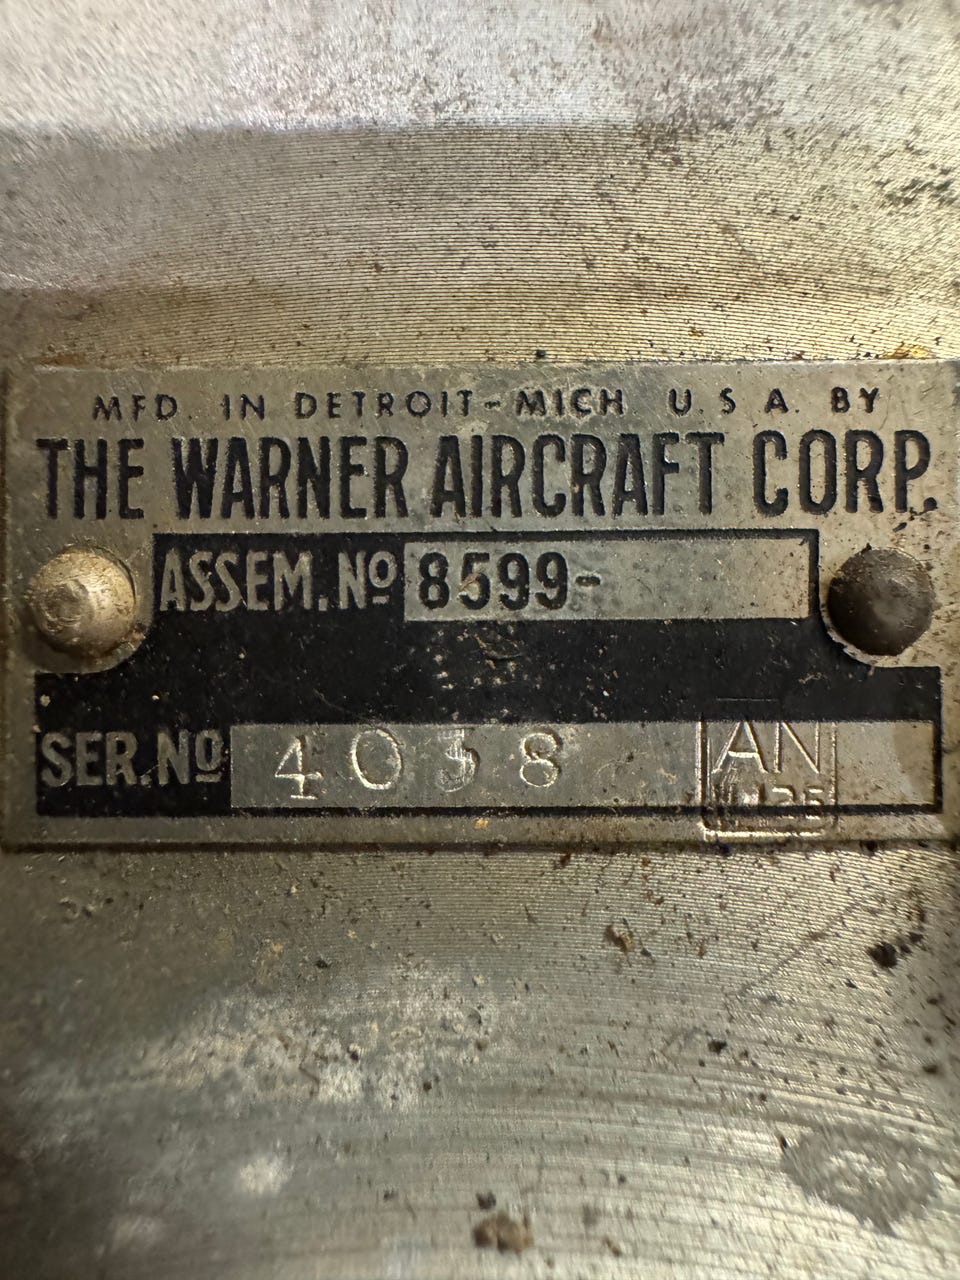 MFD. IN DETROIT-MICH. U.S.A. BY
THE WARNER AIRCRAFT CORP.
ASSEM. Nº 8599-
SER. Nº 4038
AN